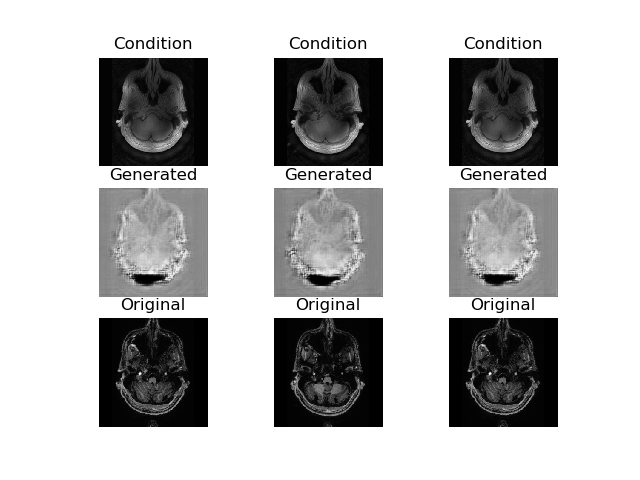 Condition Condition Condition
Generated Generated Generated
Original Original Original